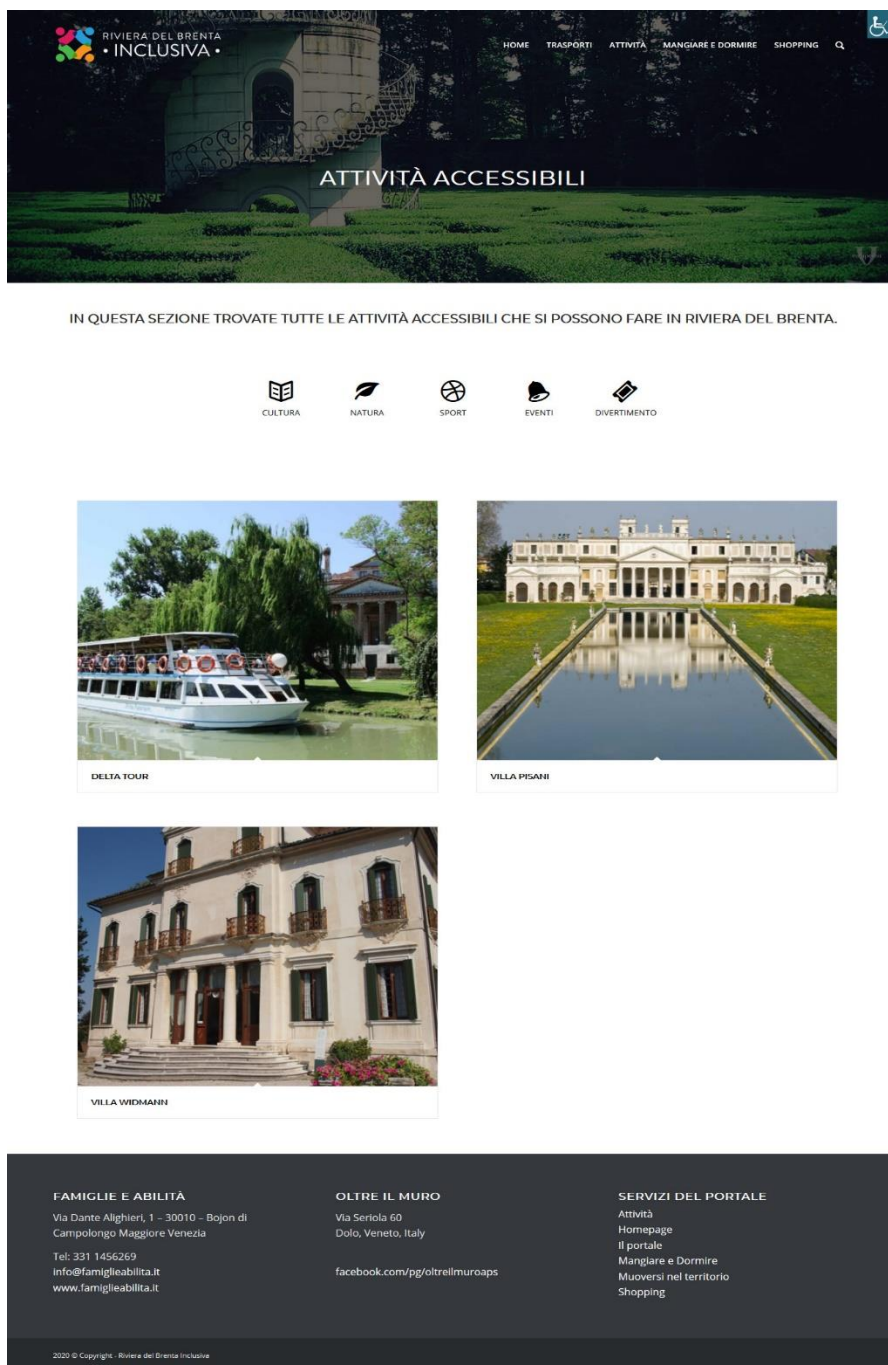 RIVIERA DEL BRENTA
• INCLUSIVA •
HOME TRASPORTI ATTIVITÀ MANGIARE E DORMIRE SHOPPING
ATTIVITÀ ACCESSIBILI
IN QUESTA SEZIONE TROVATE TUTTE LE ATTIVITÀ ACCESSIBILI CHE SI POSSONO FARE IN RIVIERA DEL BRENTA.
CULTURA NATURA SPORT EVENTI DIVERTIMENTO
DELTA TOUR
VILLA PISANI
VILLA WIDMANN
FAMIGLIE E ABILITÀ
Via Dante Alighieri, 1 – 30010 – Bojon di
Campolongo Maggiore Venezia
Tel: 331 1456269
info@famiglieabilita.it
www.famiglieabilita.it
OLTRE IL MURO
Via Seriola 60
Dolo, Veneto, Italy
facebook.com/pg/oltreilmuroaps
SERVIZI DEL PORTALE
Attività
Homepage
Il portale
Mangiare e Dormire
Muoversi nel territorio
Shopping
2020 © Copyright - Riviera del Brenta Inclusiva